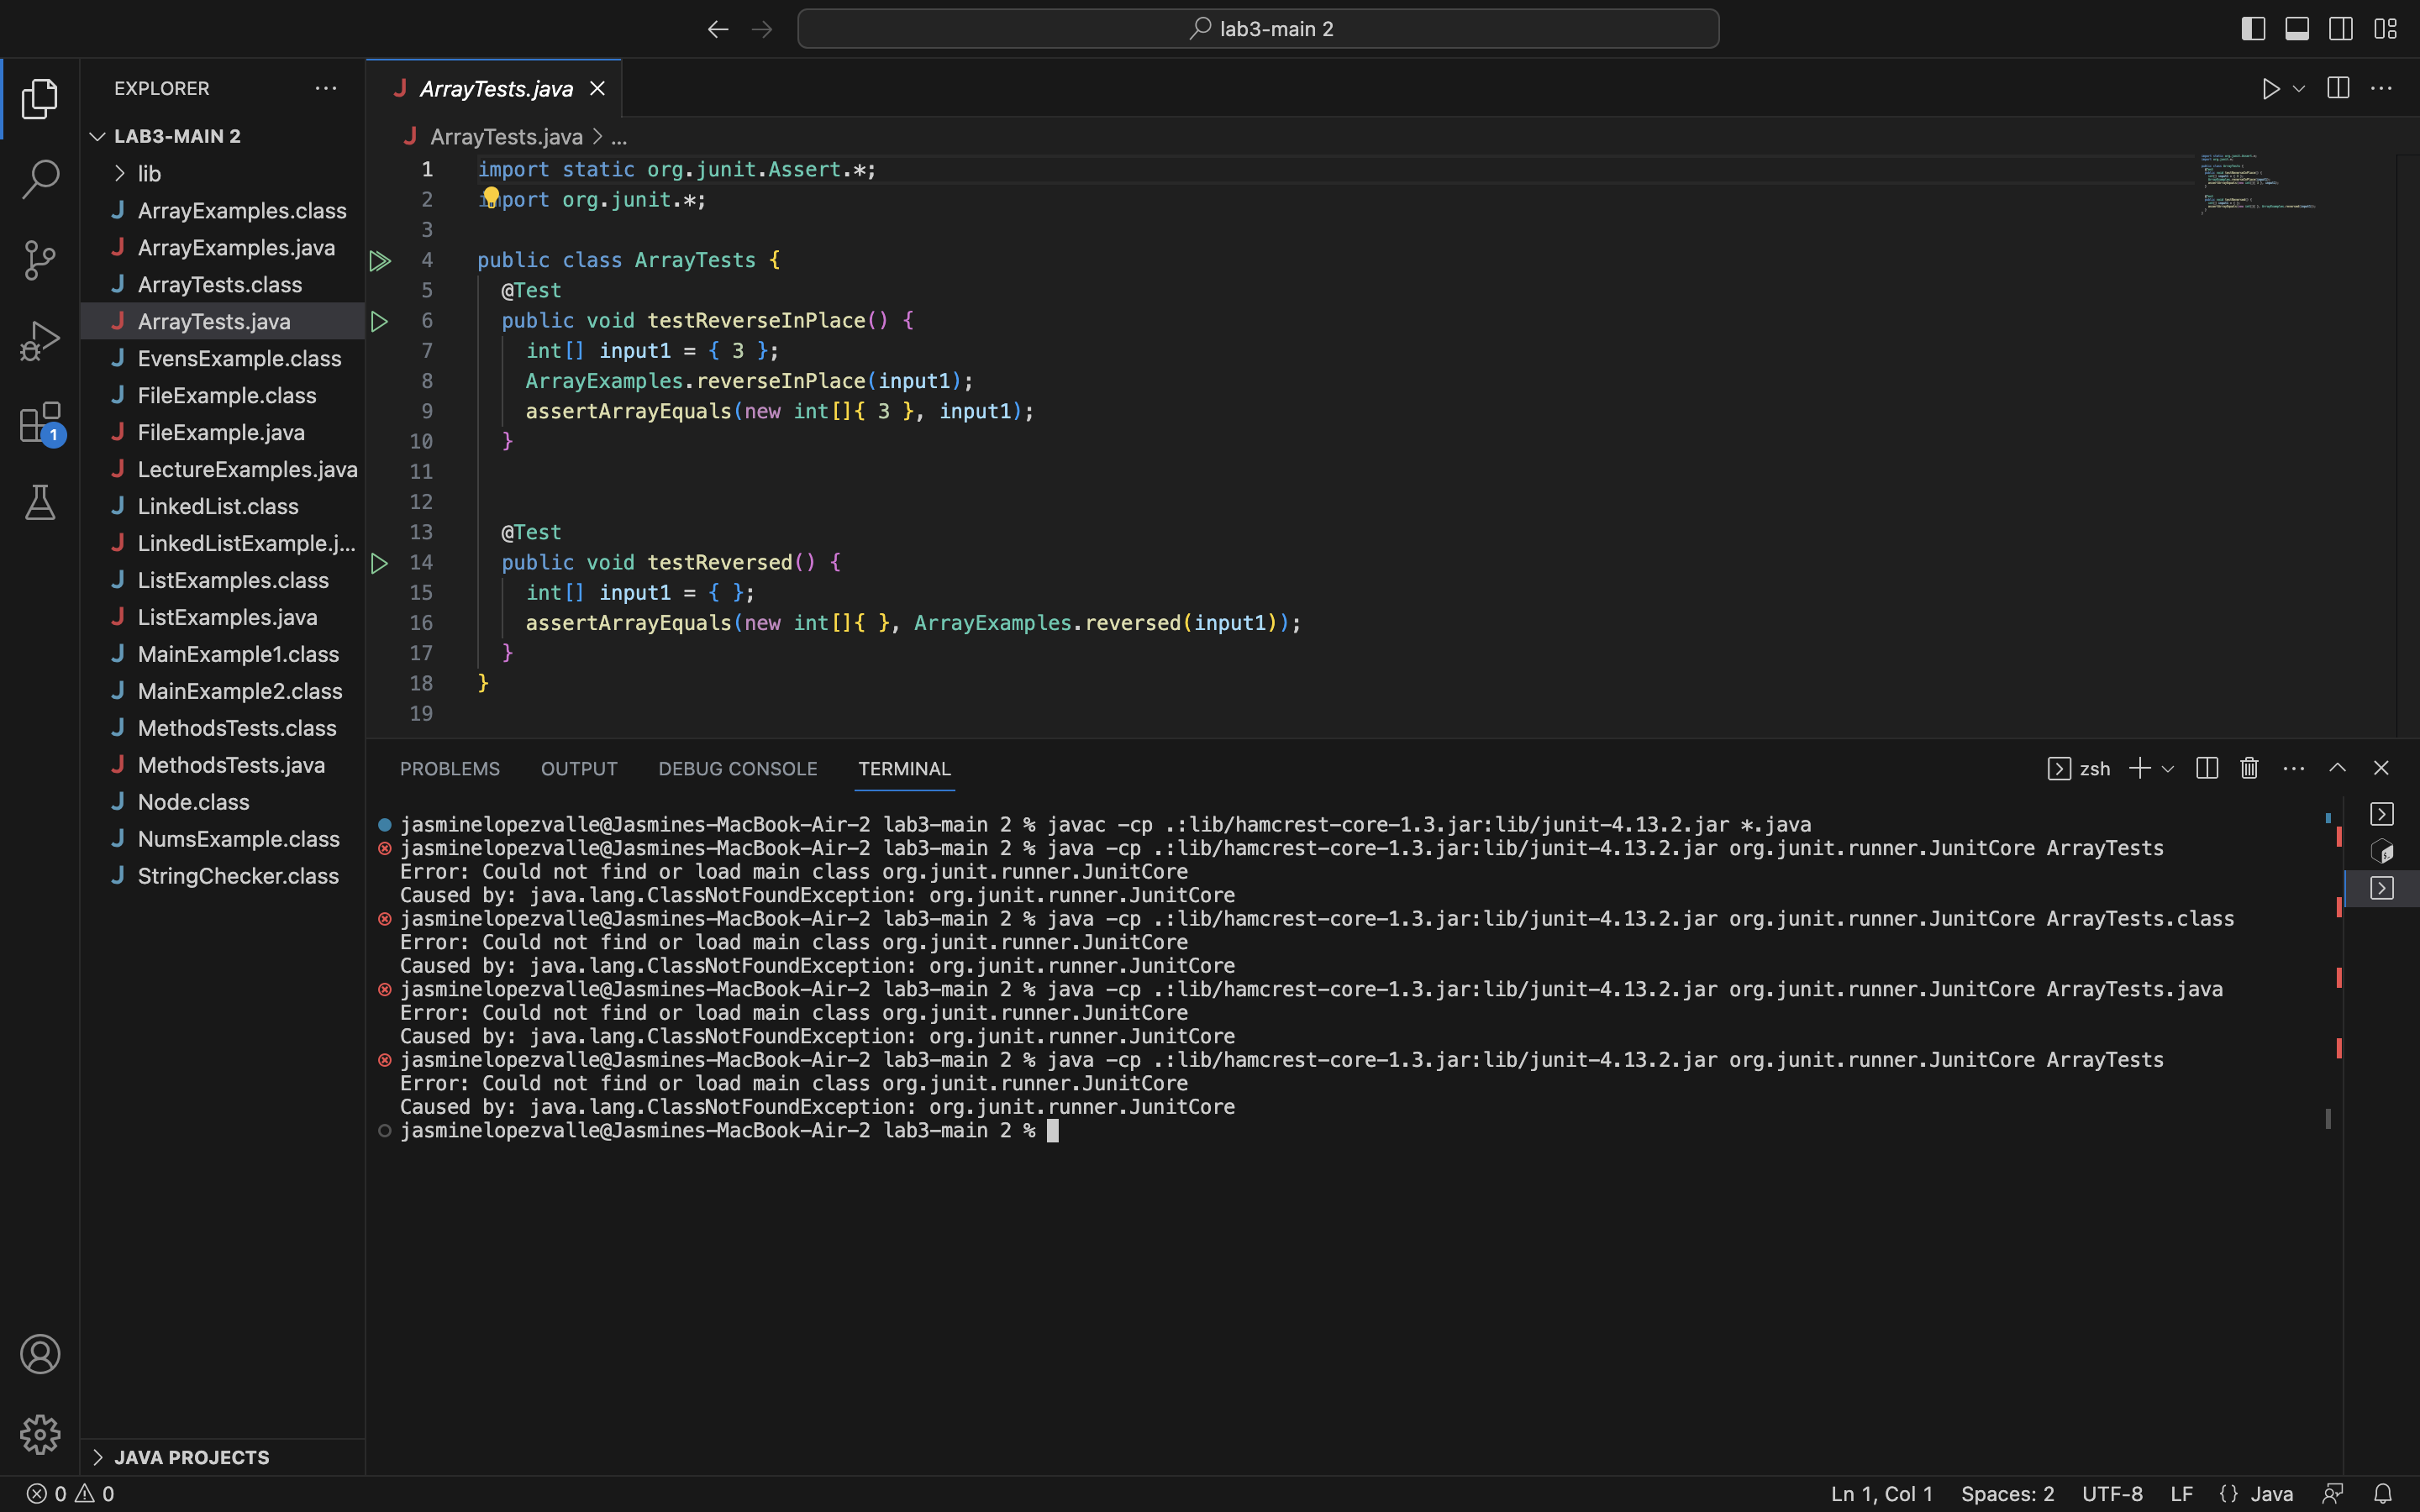 lab3-main 2
EXPLORER
LAB3-MAIN 2
lib
ArrayExamples.class
ArrayExamples.java
ArrayTests.class
ArrayTests.java
EvensExample.class
FileExample.class
FileExample.java
LectureExamples.java
LinkedList.class
LinkedListExample.j...
ListExamples.class
ListExamples.java
MainExample1.class
MainExample2.class
MethodsTests.class
MethodsTests.java
Node.class
NumsExample.class
StringChecker.class
JAVA PROJECTS
1
ArrayTests.java
ArrayTests.java > ...
1 import static org.junit.Assert.*;
2 import org.junit.*;
3
4 public class ArrayTests {
5 @Test
6 public void testReverseInPlace() {
7 int[] input1 = { 3 };
8 ArrayExamples.reverseInPlace(input1);
9 assertArrayEquals(new int[]{ 3 }, input1);
10 }
11
12
13 @Test
14 public void testReversed() {
15 int[] input1 = { };
16 assertArrayEquals(new int[]{ }, ArrayExamples.reversed(input1));
17 }
18 }
19
PROBLEMS OUTPUT DEBUG CONSOLE TERMINAL zsh
jasminelopezvalle@Jasmines-MacBook-Air-2 lab3-main 2 % javac -cp .:lib/hamcrest-core-1.3.jar:lib/junit-4.13.2.jar *.java
jasminelopezvalle@Jasmines-MacBook-Air-2 lab3-main 2 % java -cp .:lib/hamcrest-core-1.3.jar:lib/junit-4.13.2.jar org.junit.runner.JunitCore ArrayTests
Error: Could not find or load main class org.junit.runner.JunitCore
Caused by: java.lang.ClassNotFoundException: org.junit.runner.JunitCore
jasminelopezvalle@Jasmines-MacBook-Air-2 lab3-main 2 % java -cp .:lib/hamcrest-core-1.3.jar:lib/junit-4.13.2.jar org.junit.runner.JunitCore ArrayTests.class
Error: Could not find or load main class org.junit.runner.JunitCore
Caused by: java.lang.ClassNotFoundException: org.junit.runner.JunitCore
jasminelopezvalle@Jasmines-MacBook-Air-2 lab3-main 2 % java -cp .:lib/hamcrest-core-1.3.jar:lib/junit-4.13.2.jar org.junit.runner.JunitCore ArrayTests.java
Error: Could not find or load main class org.junit.runner.JunitCore
Caused by: java.lang.ClassNotFoundException: org.junit.runner.JunitCore
jasminelopezvalle@Jasmines-MacBook-Air-2 lab3-main 2 % java -cp .:lib/hamcrest-core-1.3.jar:lib/junit-4.13.2.jar org.junit.runner.JunitCore ArrayTests
Error: Could not find or load main class org.junit.runner.JunitCore
Caused by: java.lang.ClassNotFoundException: org.junit.runner.JunitCore
jasminelopezvalle@Jasmines-MacBook-Air-2 lab3-main 2 %
0 0 Ln 1, Col 1 Spaces: 2 UTF-8 LF {} Java